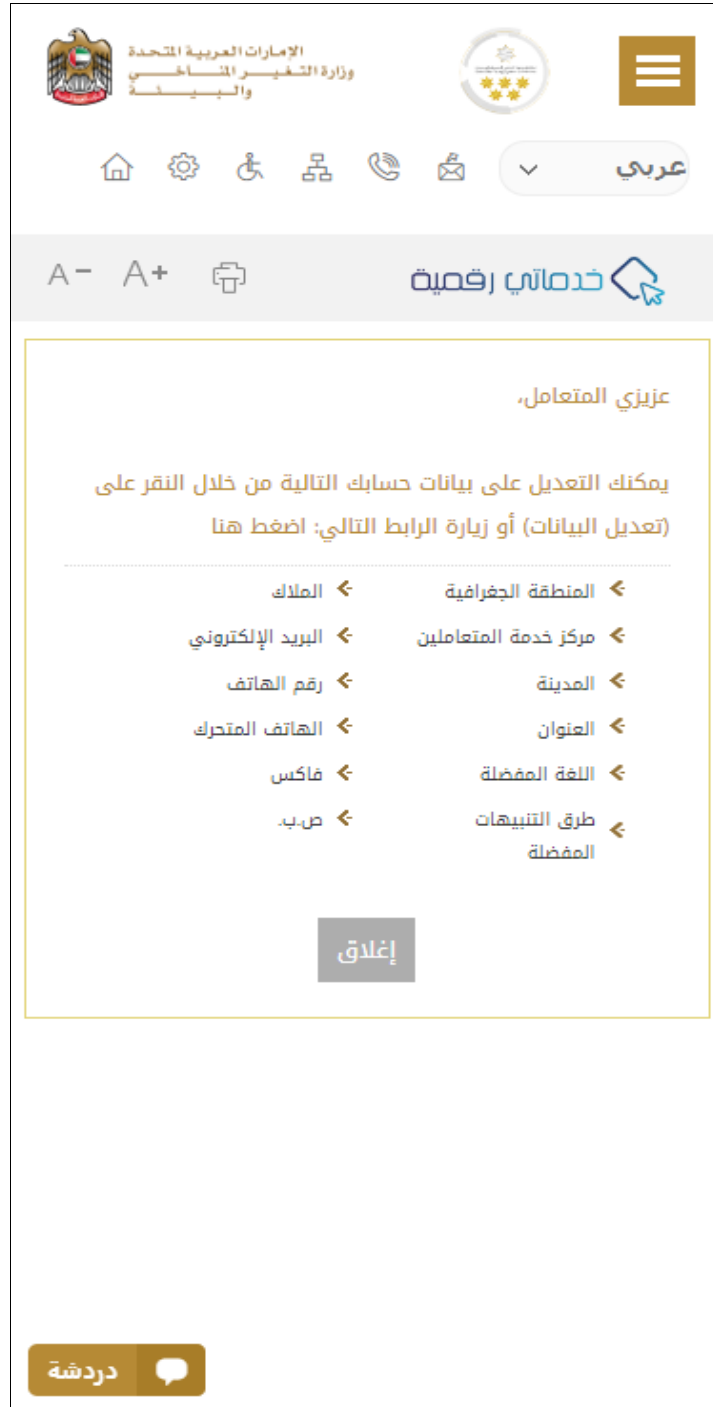 الإمارات العربية المتحدة
وزارة التغيير المناخي
والبيئة
عربي
A- A+
خدماتي رقمية
عزيزي المتعامل،
يمكنك التعديل على بيانات حسابك التالية من خلال النقر على
(تعديل البيانات) أو زيارة الرابط التالي: اضغط هنا
المنطقة الجغرافية
مركز خدمة المتعاملين
المدينة
العنوان
اللغة المفضلة
طرق التنبيهات
المفضلة
الملاك
البريد الإلكتروني
رقم الهاتف
الهاتف المتحرك
فاكس
ص.ب.
إغلاق
دردشة